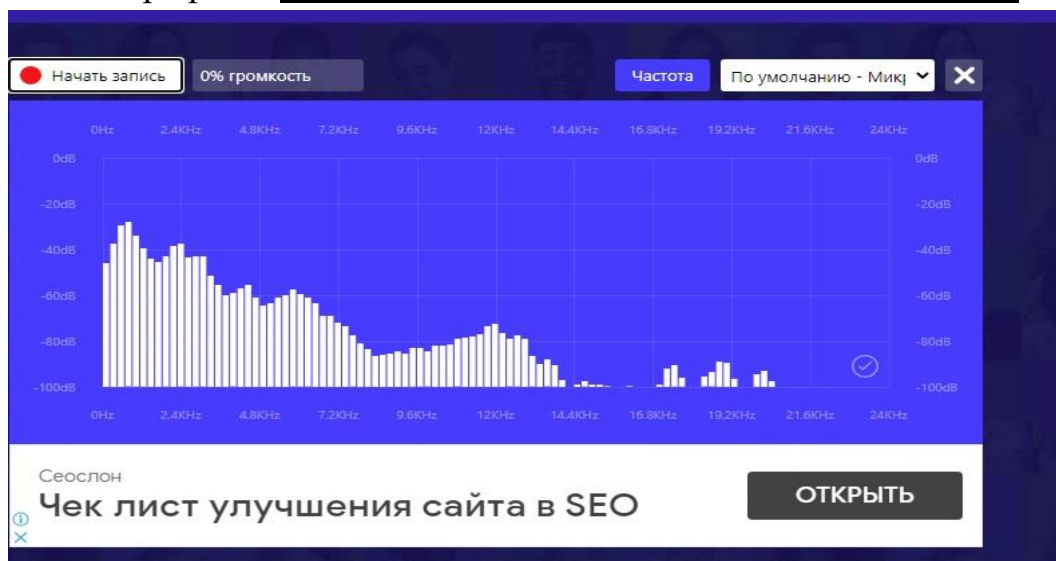 Начать запись
0% громкость
Частота
По умолчанию - Мик
0Hz 2.4KHz 4.8KHz 7.2KHz 9.6KHz 12KHz 14.4KHz 16.8KHz 19.2KHz 21.6KHz 24KHz
0dB 0dB
-20dB -20dB
-40dB -40dB
-60dB -60dB
-80dB -80dB
-100dB -100dB
0Hz 2.4KHz 4.8KHz 7.2KHz 9.6KHz 12KHz 14.4KHz 16.8KHz 19.2KHz 21.6KHz 24KHz
Сеослон
Чек лист улучшения сайта в SEO
ОТКРЫТЬ